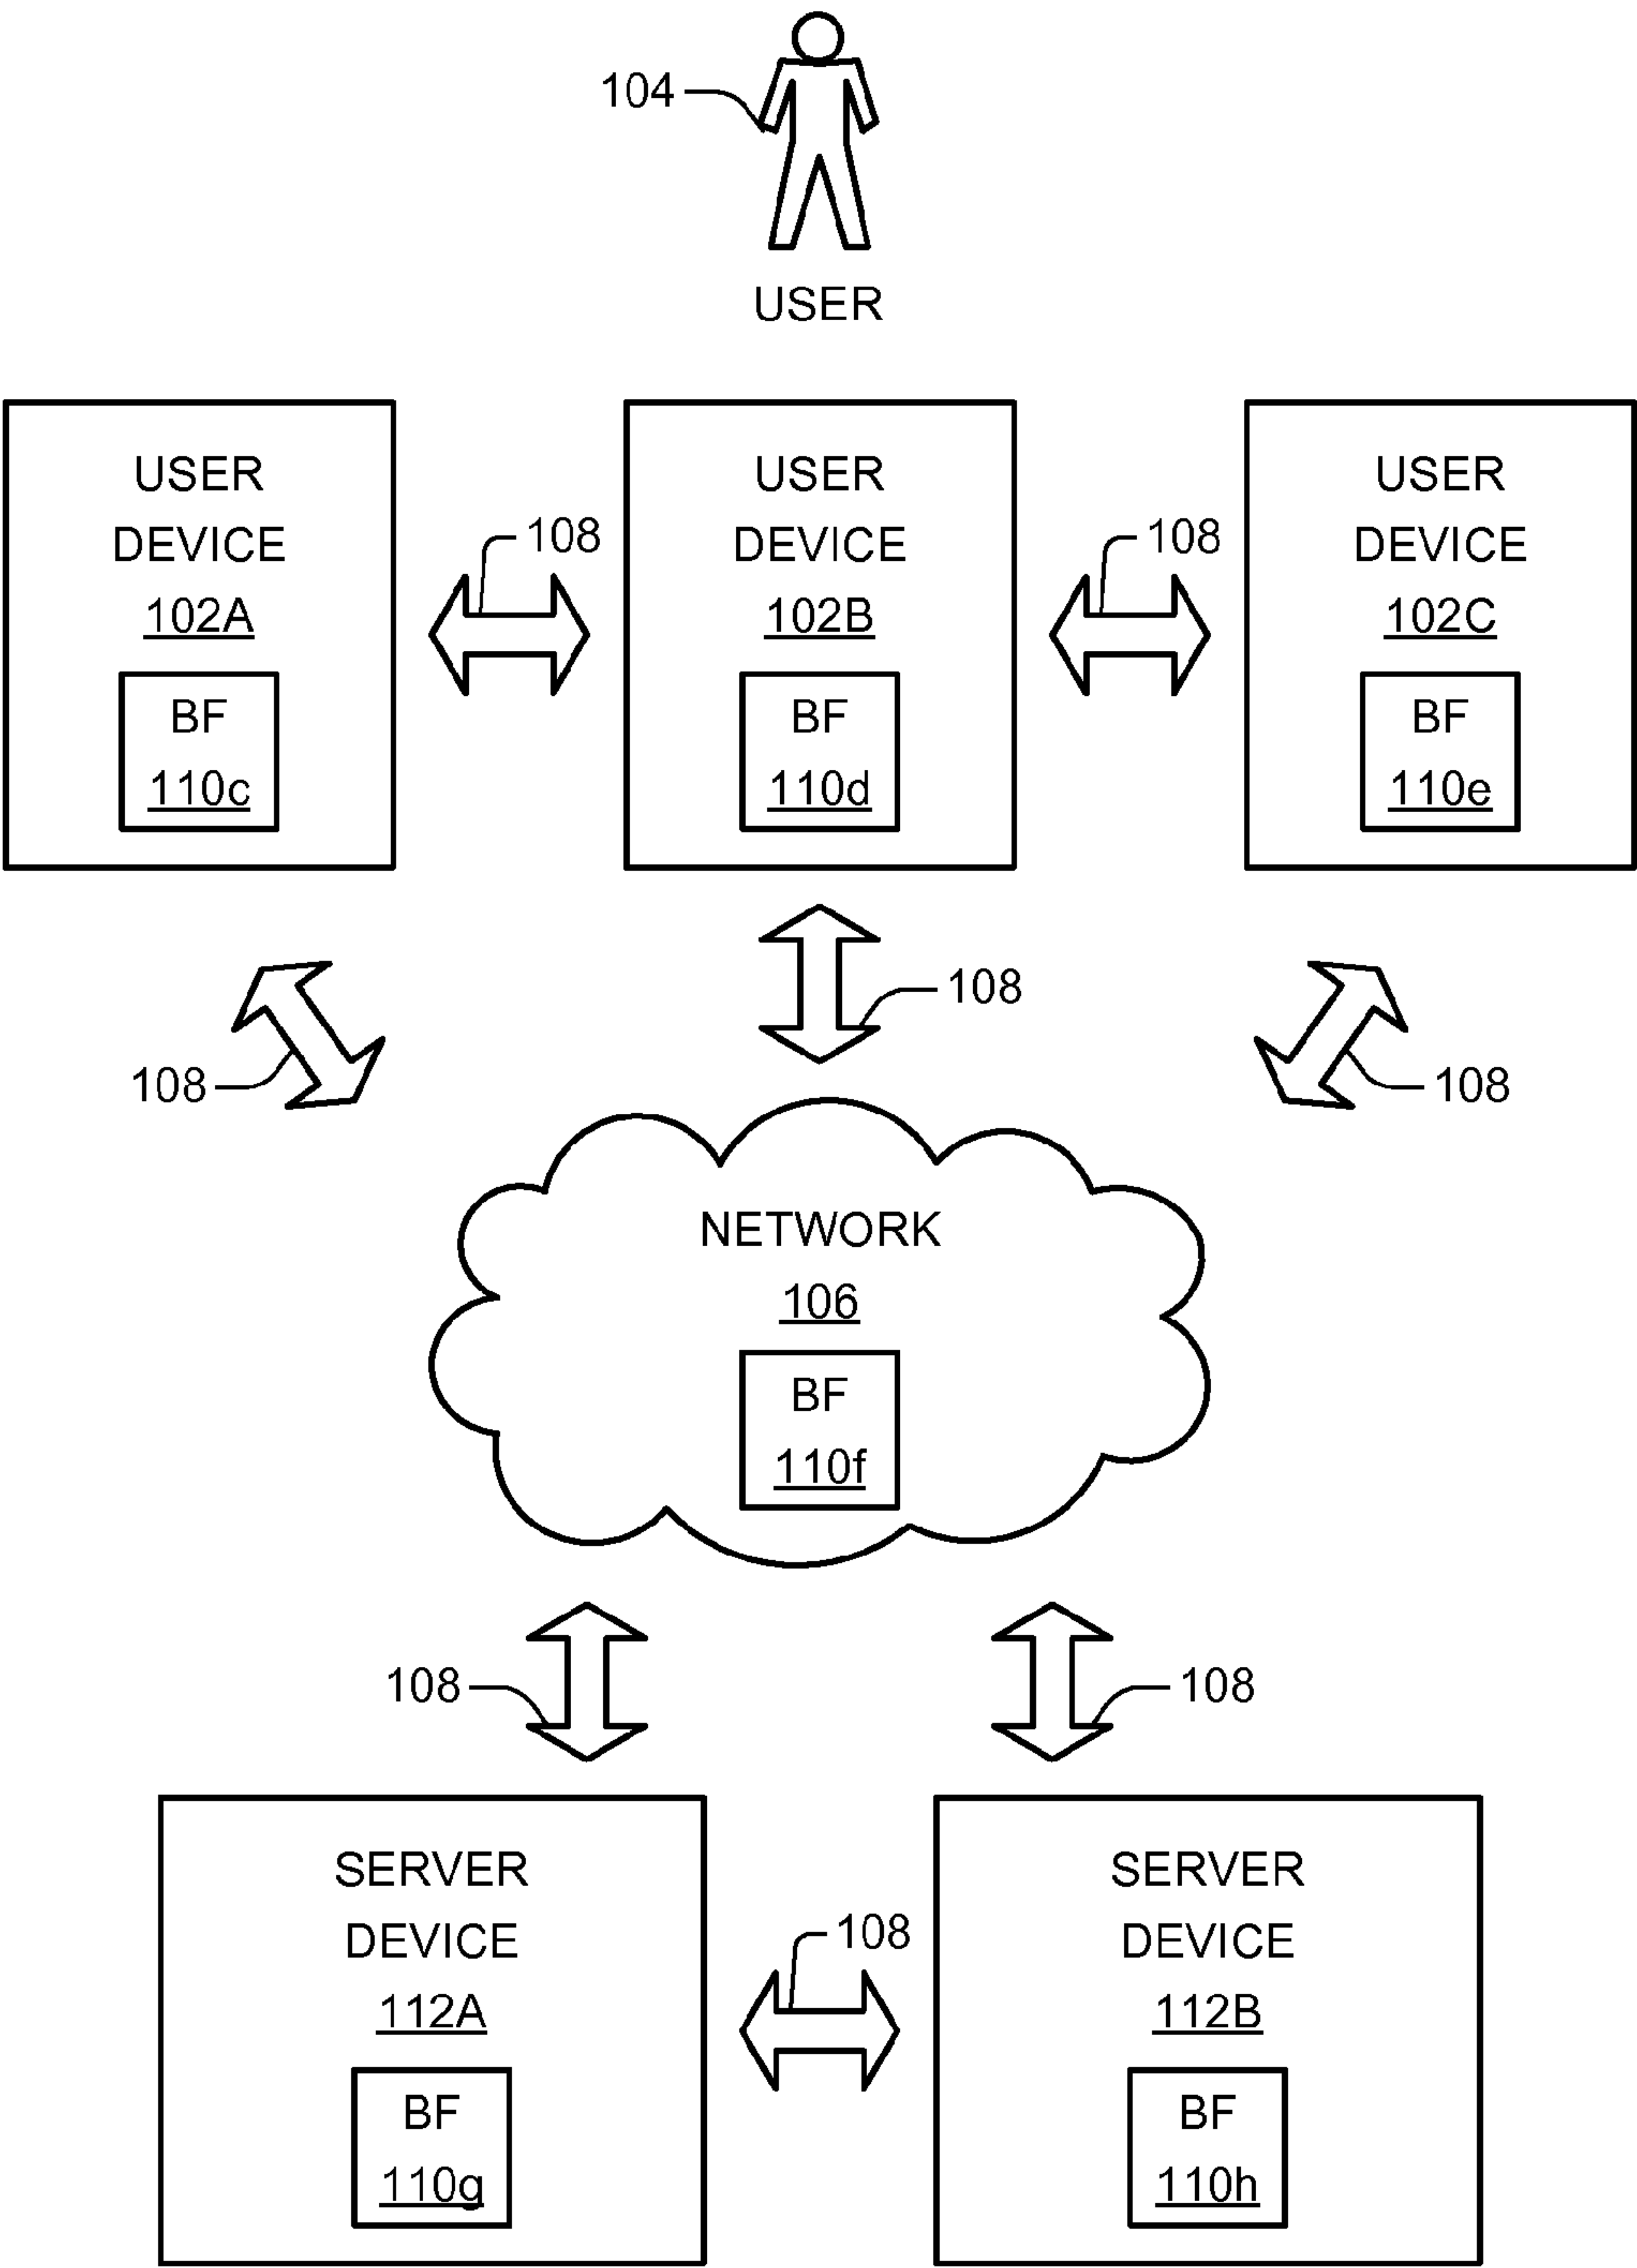 104
USER
USER
DEVICE
102A
BF
110c
108
USER
DEVICE
102B
BF
110d
108
USER
DEVICE
102C
BF
110e
108
108
108
NETWORK
106
BF
110f
108
108
SERVER
DEVICE
112A
BF
110g
108
SERVER
DEVICE
112B
BF
110h